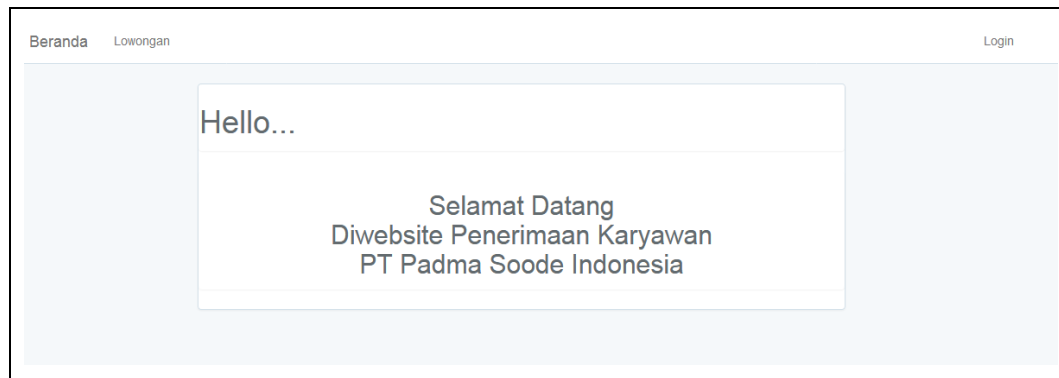 Beranda Lowongan Login
Hello...
Selamat Datang
Diwebsite Penerimaan Karyawan
PT Padma Soode Indonesia